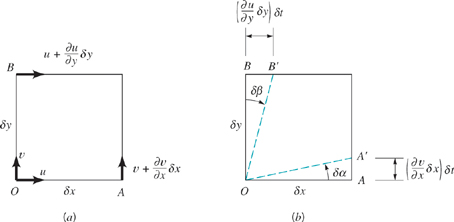 u + ∂u/∂y δy
B
δy
v
u
O
δx
A
v + ∂v/∂x δx
(a)
(∂u/∂y δy) δt
B B′
δβ
δy
A′
δα
(∂v/∂x δx) δt
O
δx
A
(b)